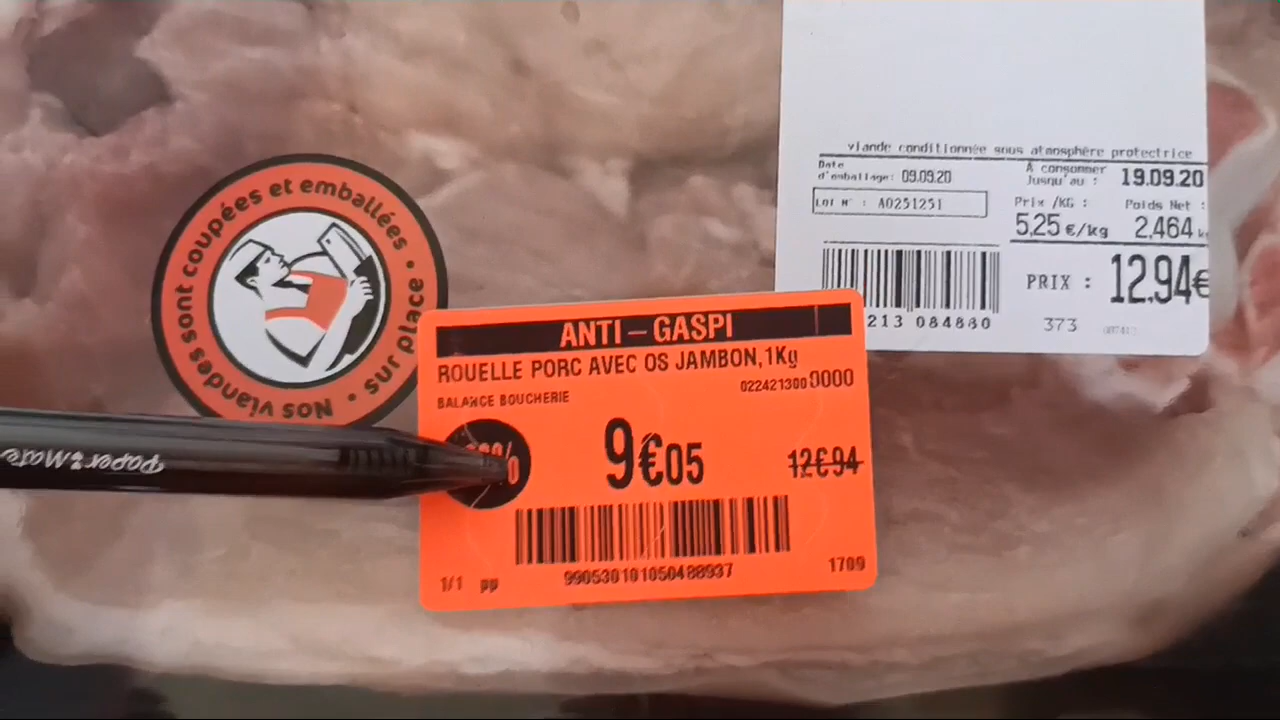 viande conditionnée sous atmosphère protectrice
Date
d'emballage: 09.09.20
A consommer
Jusqu'au : 19.09.20
LOT N° : A0251251
Prix /KG :
Poids Net :
5,25 €/kg
2,464
PRIX : 12,94€
213 084880
373
Nos viandes sont coupées et emballées • sur place •
ANTI – GASPI
ROUELLE PORC AVEC OS JAMBON, 1Kg
BALANCE BOUCHERIE
0224213000000
9€05
12€94
1/1 pp
990530101050488937
1709
Paper Mate